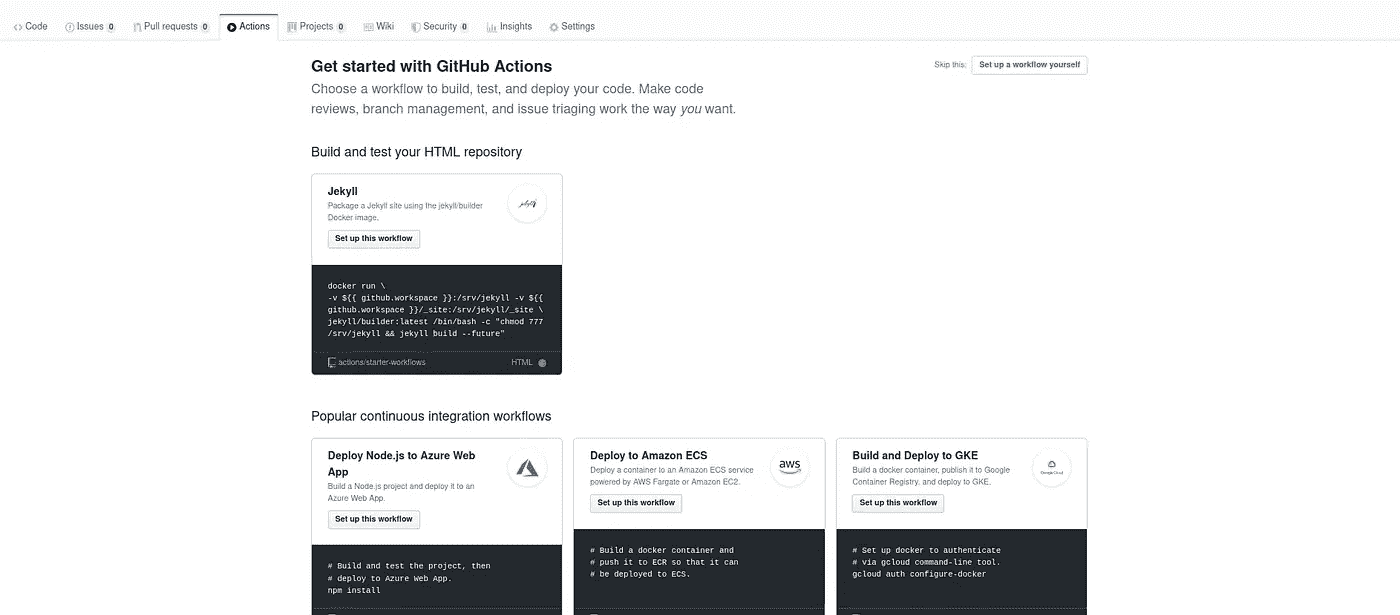 Code Issues 0 Pull requests 0 Actions Projects 0 Wiki Security 0 Insights Settings
Get started with GitHub Actions
Skip this: Set up a workflow yourself
Choose a workflow to build, test, and deploy your code. Make code
reviews, branch management, and issue triaging work the way you want.
Build and test your HTML repository
Jekyll
Package a Jekyll site using the jekyll/builder
Docker image.
Set up this workflow
docker run \
-v ${{ github.workspace }}:/srv/jekyll -v ${{
github.workspace }}/_site:/srv/jekyll/_site \
jekyll/builder:latest /bin/bash -c "chmod 777
/srv/jekyll && jekyll build --future"
actions/starter-workflows HTML
Popular continuous integration workflows
Deploy Node.js to Azure Web
App
Build a Node.js project and deploy it to an
Azure Web App.
Set up this workflow
# Build and test the project, then
# deploy to Azure Web App.
npm install
Deploy to Amazon ECS
aws
Deploy a container to an Amazon ECS service
powered by AWS Fargate or Amazon EC2.
Set up this workflow
# Build a docker container and
# push it to ECR so that it can
# be deployed to ECS.
Build and Deploy to GKE
Google Cloud
Build a docker container, publish it to Google
Container Registry, and deploy to GKE.
Set up this workflow
# Set up docker to authenticate
# via gcloud command-line tool.
gcloud auth configure-docker